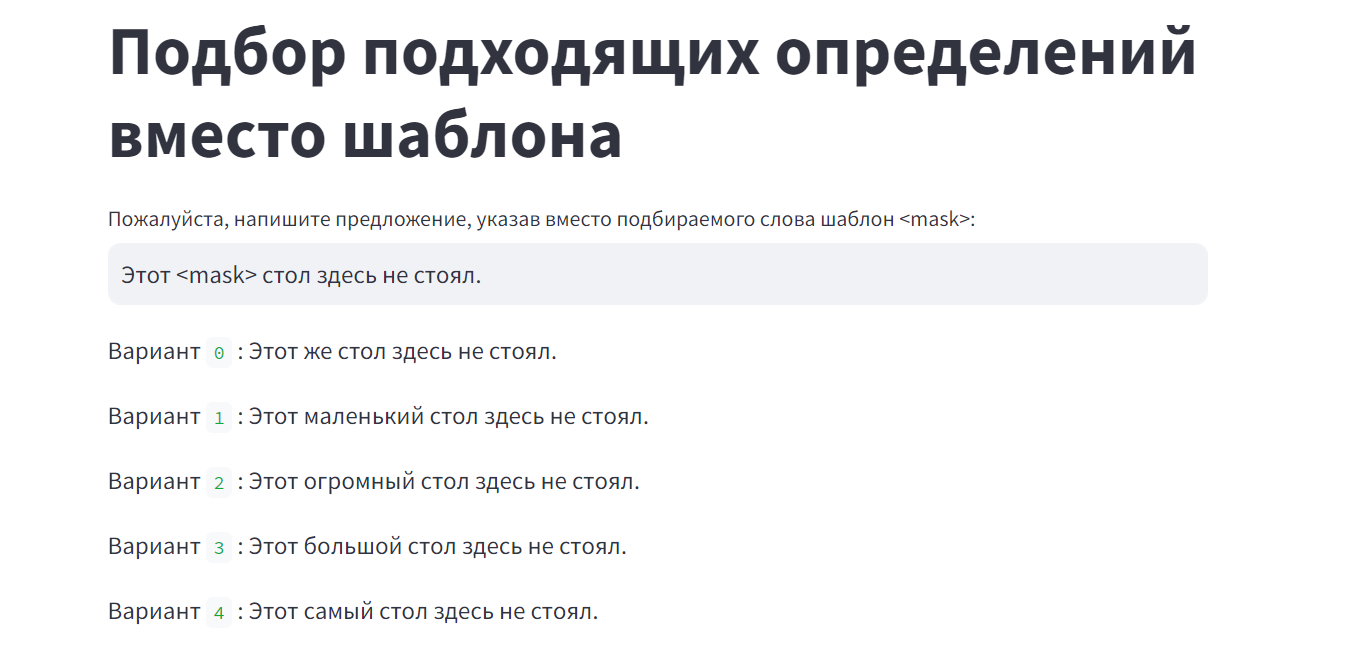 Подбор подходящих определений
вместо шаблона
Пожалуйста, напишите предложение, указав вместо подбираемого слова шаблон <mask>:
Этот <mask> стол здесь не стоял.
Вариант 0 : Этот же стол здесь не стоял.
Вариант 1 : Этот маленький стол здесь не стоял.
Вариант 2 : Этот огромный стол здесь не стоял.
Вариант 3 : Этот большой стол здесь не стоял.
Вариант 4 : Этот самый стол здесь не стоял.